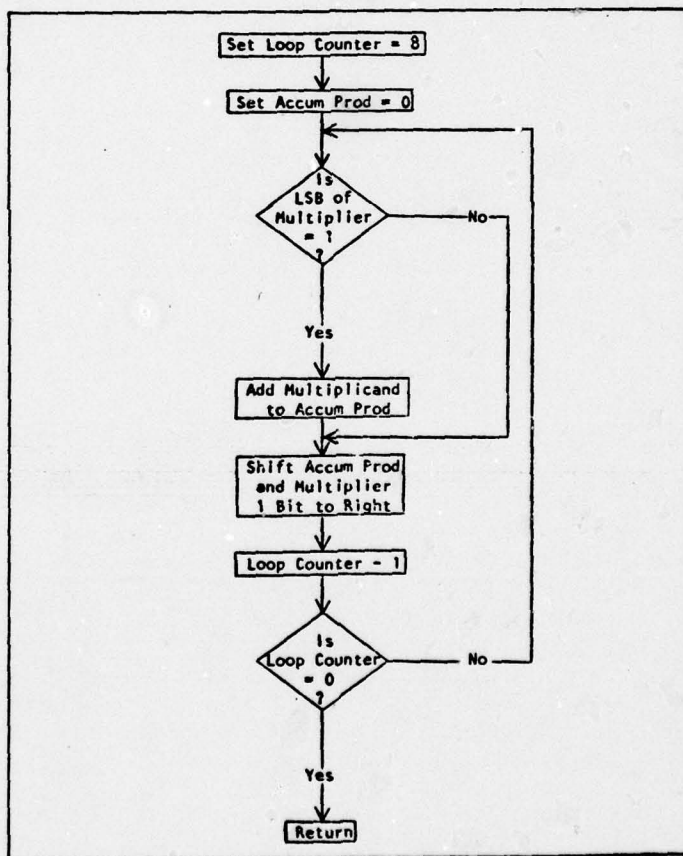 Set Loop Counter = 8
Set Accum Prod = 0
Is
LSB of
Multiplier
= 1
?
No
Yes
Add Multiplicand
to Accum Prod
Shift Accum Prod
and Multiplier
1 Bit to Right
Loop Counter - 1
Is
Loop Counter
= 0
?
No
Yes
Return